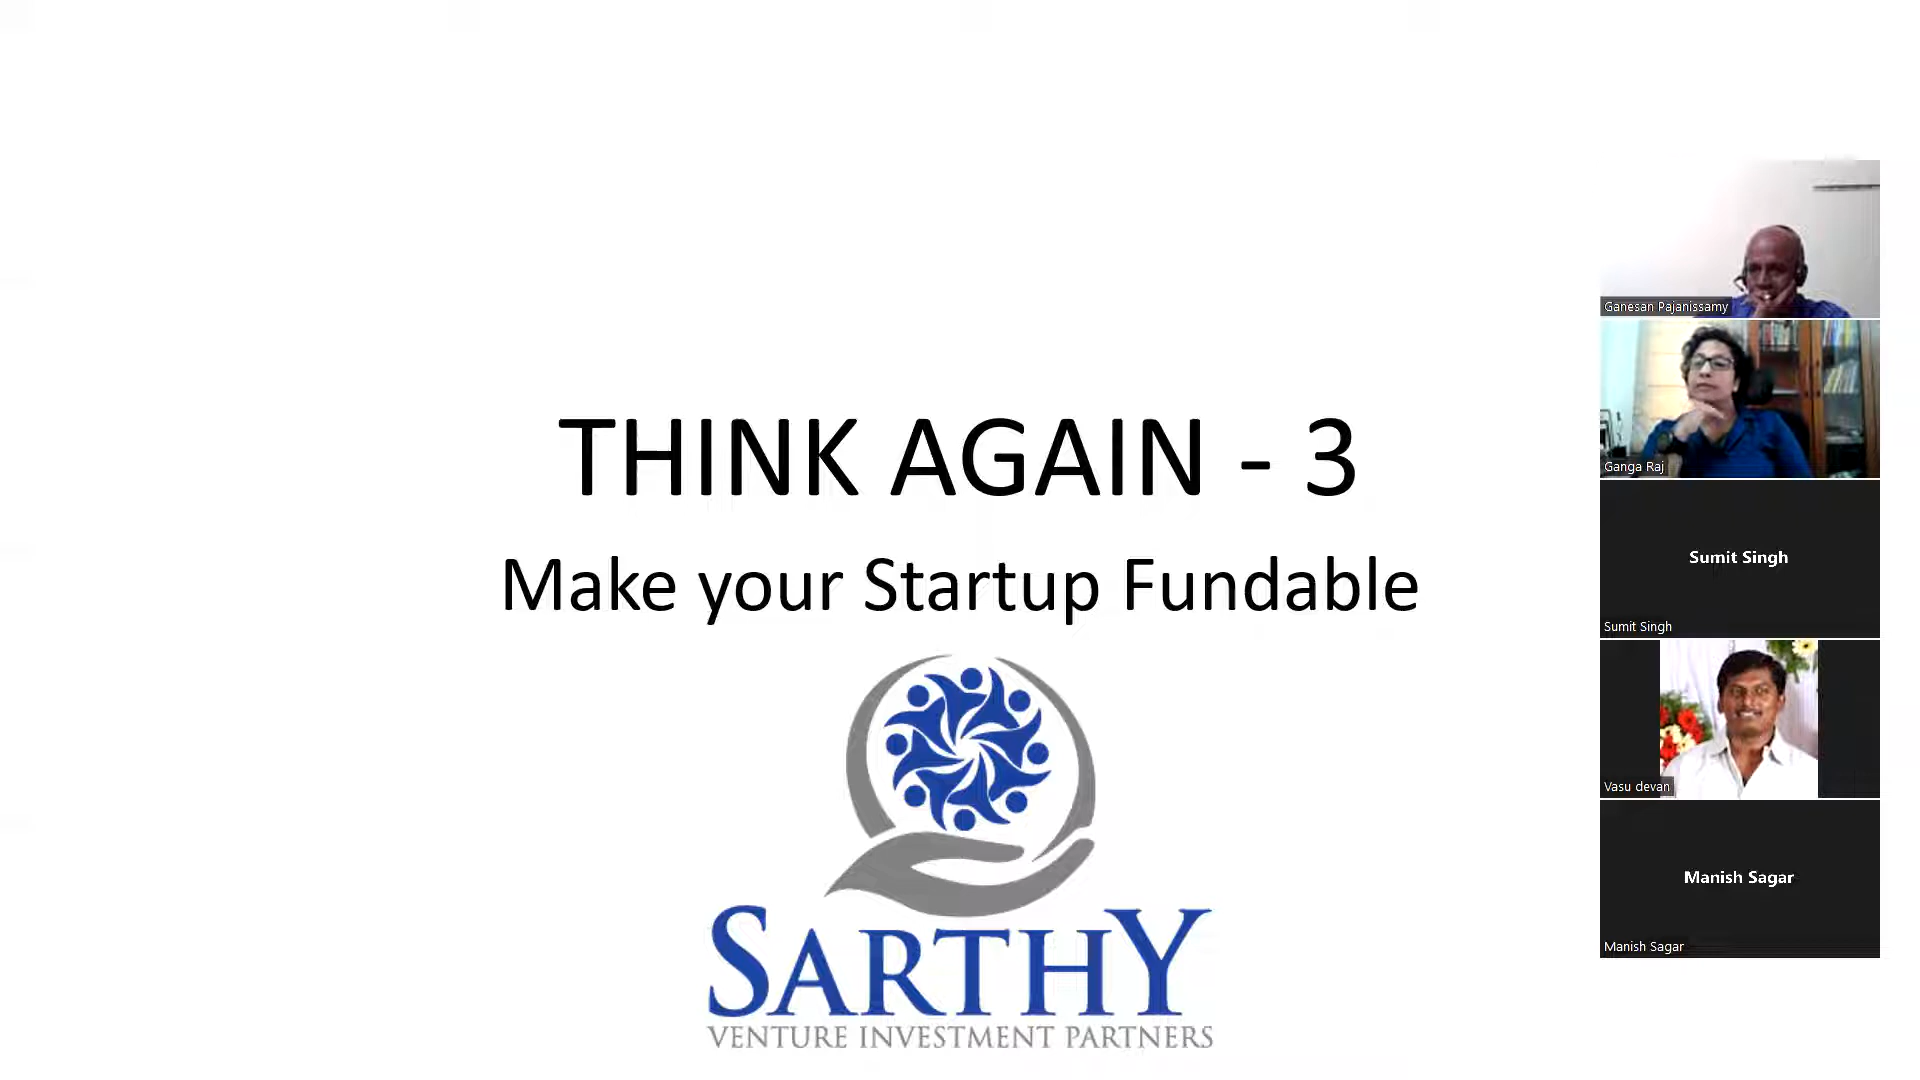 THINK AGAIN - 3
Make your Startup Fundable
SARTHY
VENTURE INVESTMENT PARTNERS
Ganesan Pajanissamy
Ganga Raj
Sumit Singh
Sumit Singh
Vasu devan
Manish Sagar
Manish Sagar